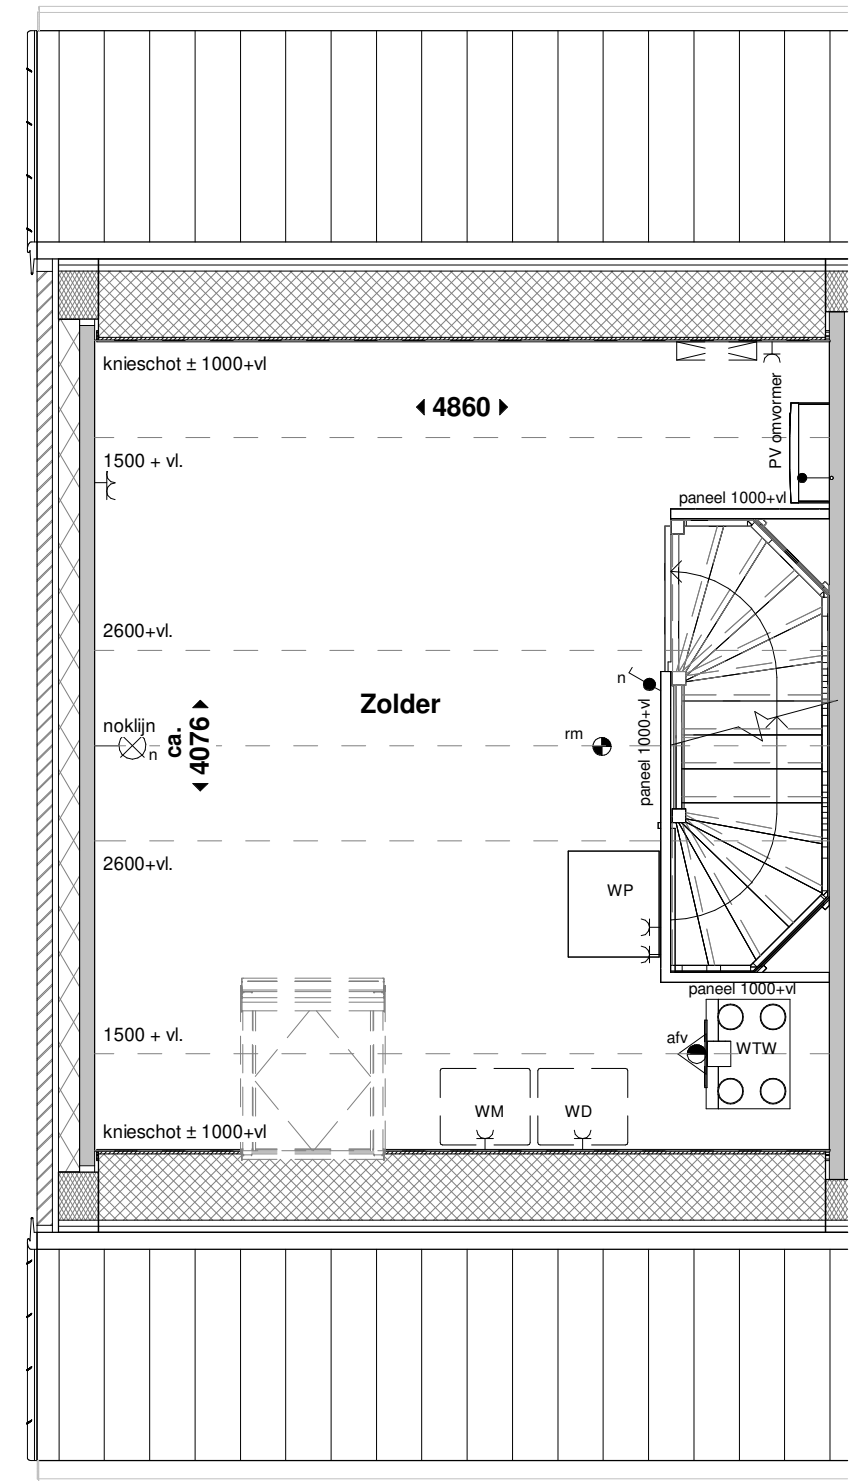 knieschot ± 1000+vl
4860
PV omvormer
1500 + vl.
paneel 1000+vl
2600+vl.
n
Zolder
noklijn
n
ca.
4076
rm
paneel 1000+vl
2600+vl.
WP
paneel 1000+vl
1500 + vl.
afv
WTW
WM
WD
knieschot ± 1000+vl